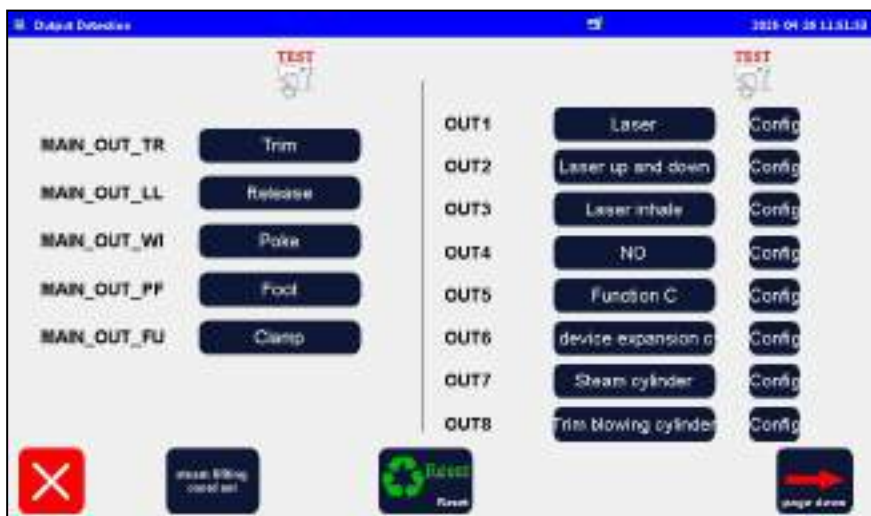 Output Detection
TEST
TEST
MAIN_OUT_TR Trim
MAIN_OUT_LL Release
MAIN_OUT_WI Poke
MAIN_OUT_PF Foot
MAIN_OUT_FU Clamp
OUT1 Laser Config
OUT2 Laser up and down Config
OUT3 Laser inhale Config
OUT4 NO Config
OUT5 Function C Config
OUT6 device expansion c Config
OUT7 Steam cylinder Config
OUT8 Trim blowing cylinder Config
steam lifting
Reset
Reset
page down